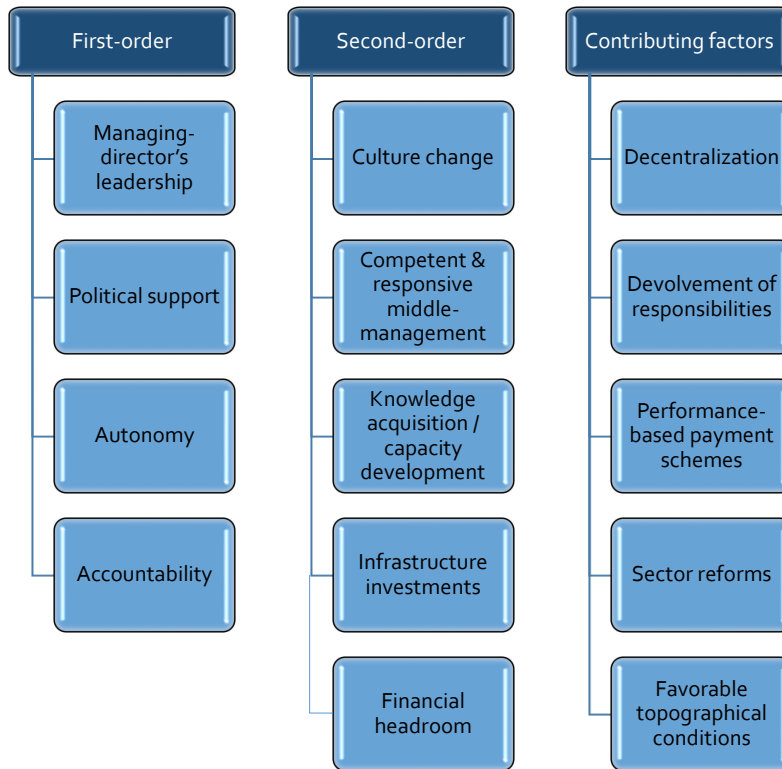 First-order
Managing-
director's
leadership
Political support
Autonomy
Accountability
Second-order
Culture change
Competent &
responsive
middle-
management
Knowledge
acquisition /
capacity
development
Infrastructure
investments
Financial
headroom
Contributing factors
Decentralization
Devolvement of
responsibilities
Performance-
based payment
schemes
Sector reforms
Favorable
topographical
conditions